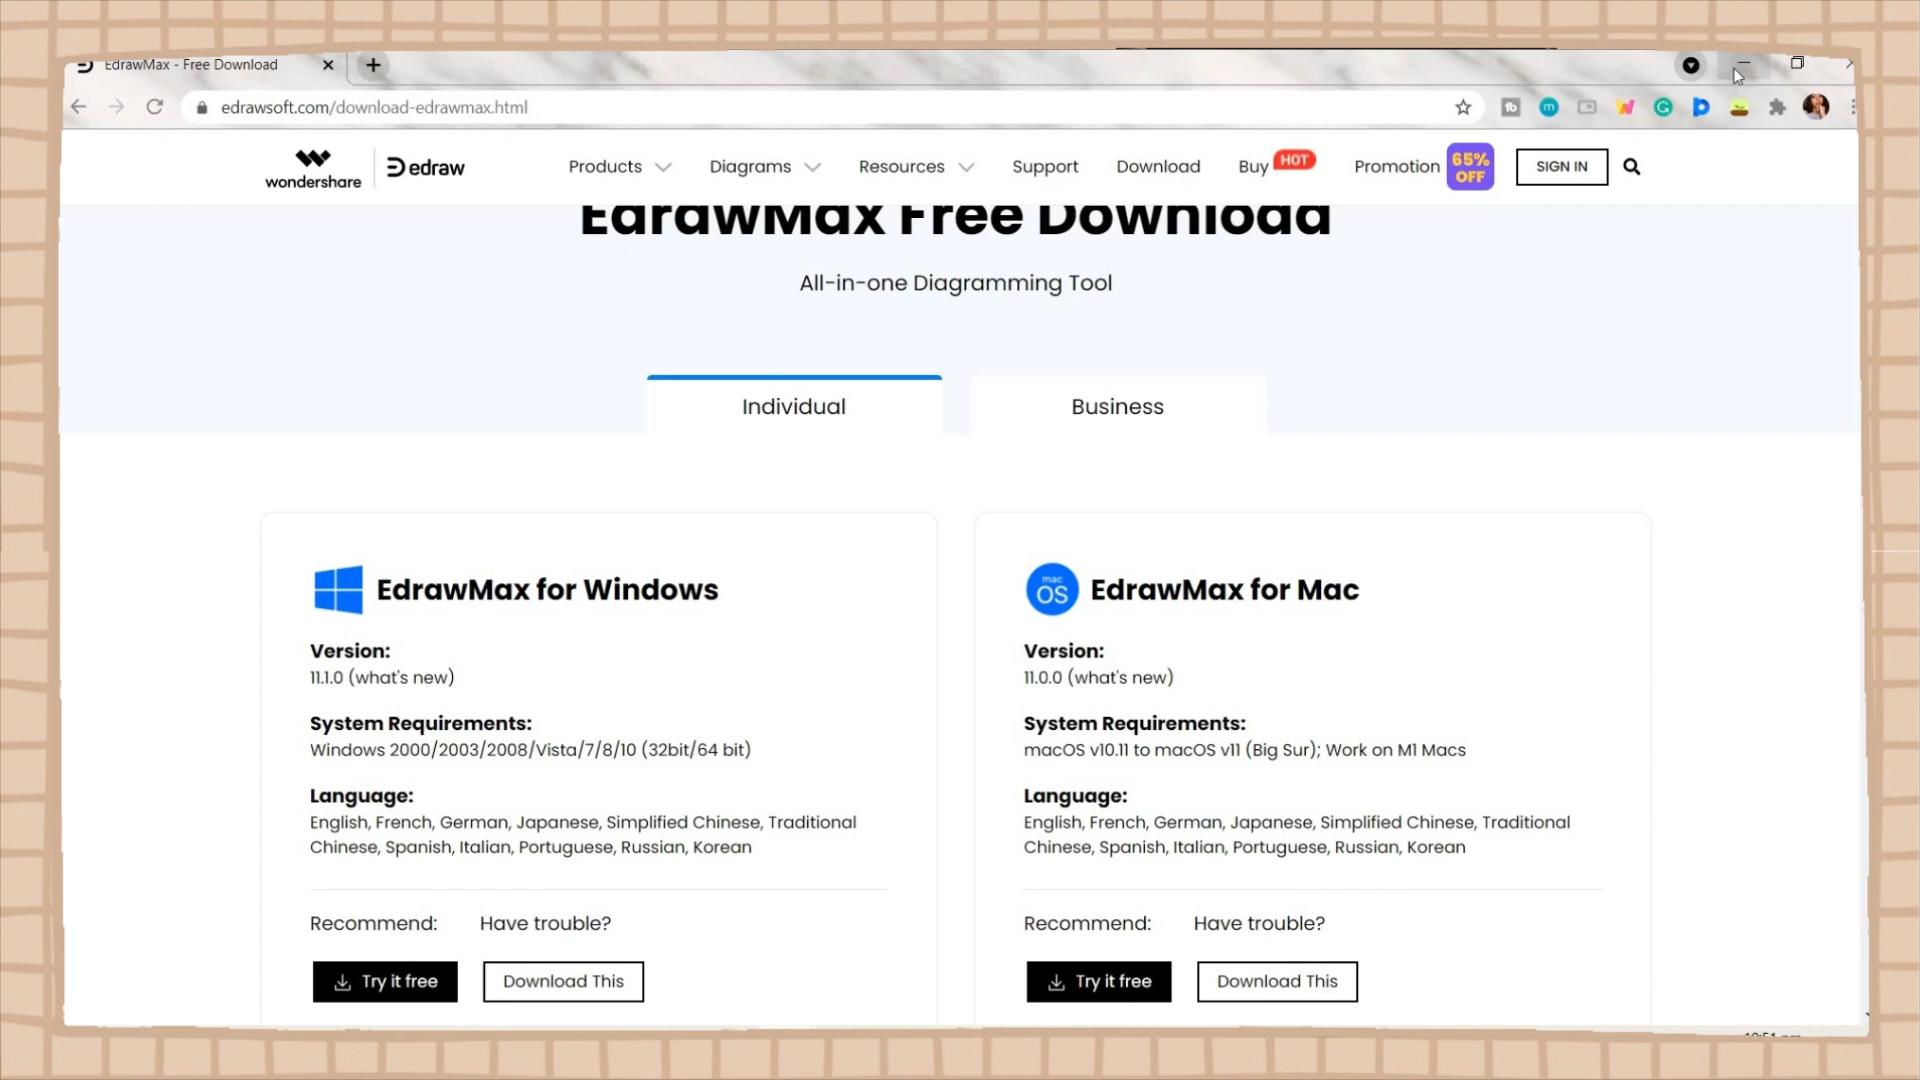 EdrawMax - Free Download
edrawsoft.com/download-edrawmax.html
wondershare
edraw
Products
Diagrams
Resources
Support
Download
Buy
HOT
Promotion
65% OFF
SIGN IN
EdrawMax Free Download
All-in-one Diagramming Tool
Individual
Business
EdrawMax for Windows
Version:
11.1.0 (what's new)
System Requirements:
Windows 2000/2003/2008/Vista/7/8/10 (32bit/64 bit)
Language:
English, French, German, Japanese, Simplified Chinese, Traditional
Chinese, Spanish, Italian, Portuguese, Russian, Korean
Recommend:
Have trouble?
Try it free
Download This
mac OS
EdrawMax for Mac
Version:
11.0.0 (what's new)
System Requirements:
macOS v10.11 to macOS v11 (Big Sur); Work on M1 Macs
Language:
English, French, German, Japanese, Simplified Chinese, Traditional
Chinese, Spanish, Italian, Portuguese, Russian, Korean
Recommend:
Have trouble?
Try it free
Download This